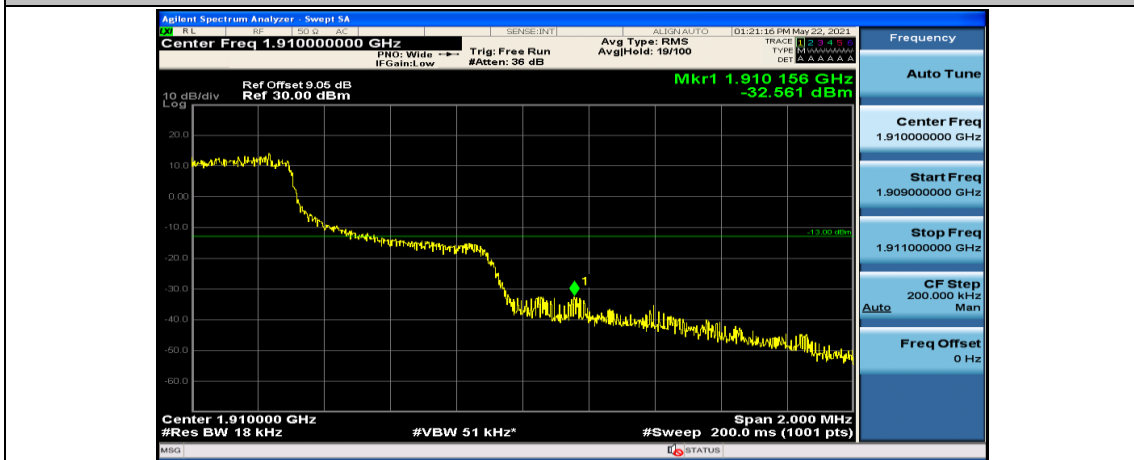 Agilent Spectrum Analyzer - Swept SA
LXI RL RF 50 Ω AC SENSE:INT ALIGN AUTO 01:21:16 PM May 22, 2021
Center Freq 1.910000000 GHz
PNO: Wide
IFGain:Low
Trig: Free Run
#Atten: 36 dB
Avg Type: RMS
Avg|Hold: 19/100
TRACE 1 2 3 4 5 6
TYPE M
DET A A A A A A
Mkr1 1.910 156 GHz
-32.561 dBm
Ref Offset 9.05 dB
10 dB/div Ref 30.00 dBm
Log
20.0
10.0
0.00
-10.0
-13.00 dBm
-20.0
-30.0
1
-40.0
-50.0
-60.0
Center 1.910000 GHz Span 2.000 MHz
#Res BW 18 kHz #VBW 51 kHz* #Sweep 200.0 ms (1001 pts)
MSG STATUS
Frequency
Auto Tune
Center Freq
1.910000000 GHz
Start Freq
1.909000000 GHz
Stop Freq
1.911000000 GHz
CF Step
200.000 kHz
Auto Man
Freq Offset
0 Hz